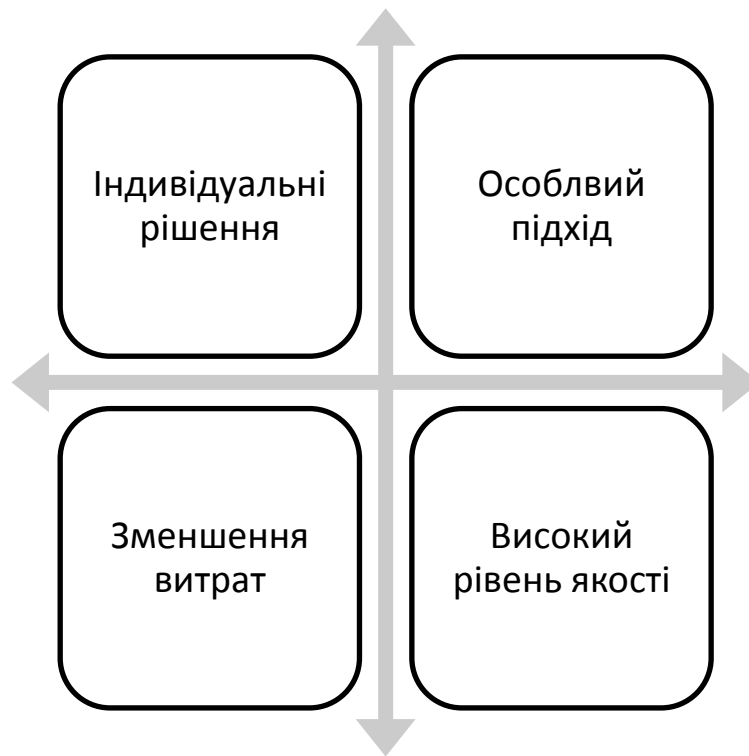 Індивідуальні
рішення
Особлвий
підхід
Зменшення
витрат
Високий
рівень якості